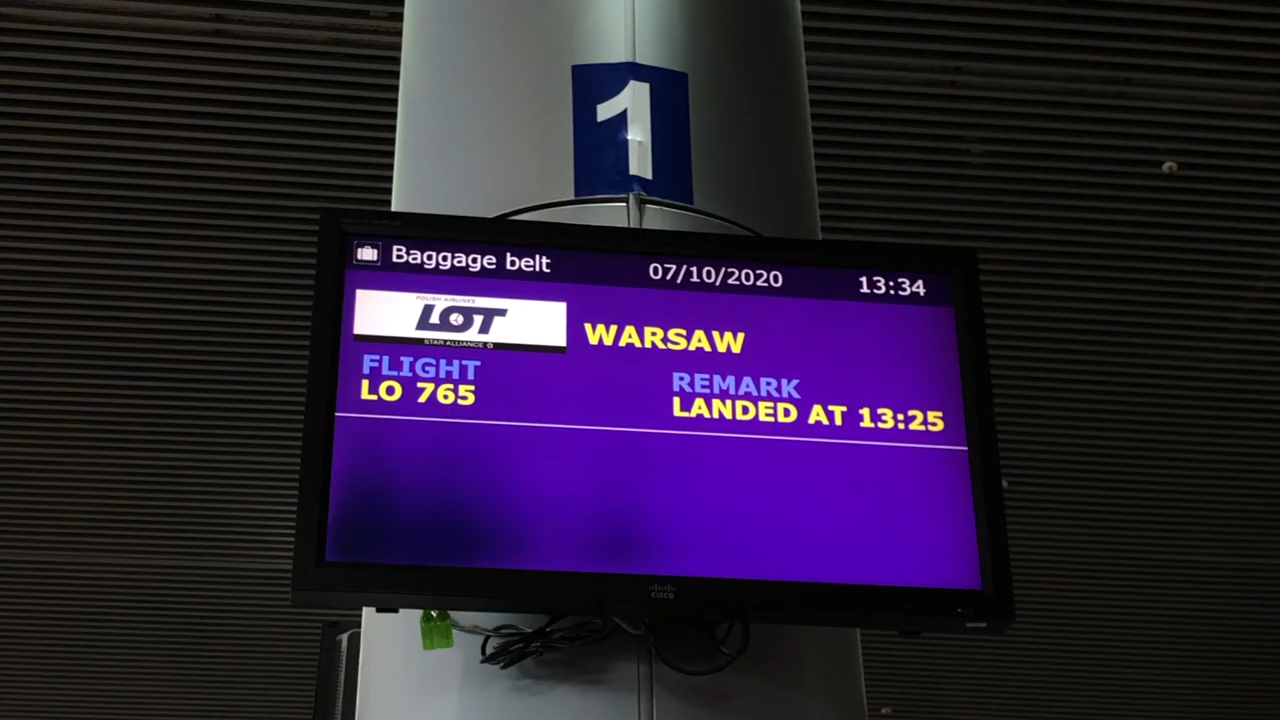 1
Baggage belt 07/10/2020 13:34
POLISH AIRLINES
LOT
STAR ALLIANCE
WARSAW
FLIGHT REMARK
LO 765 LANDED AT 13:25
CISCO